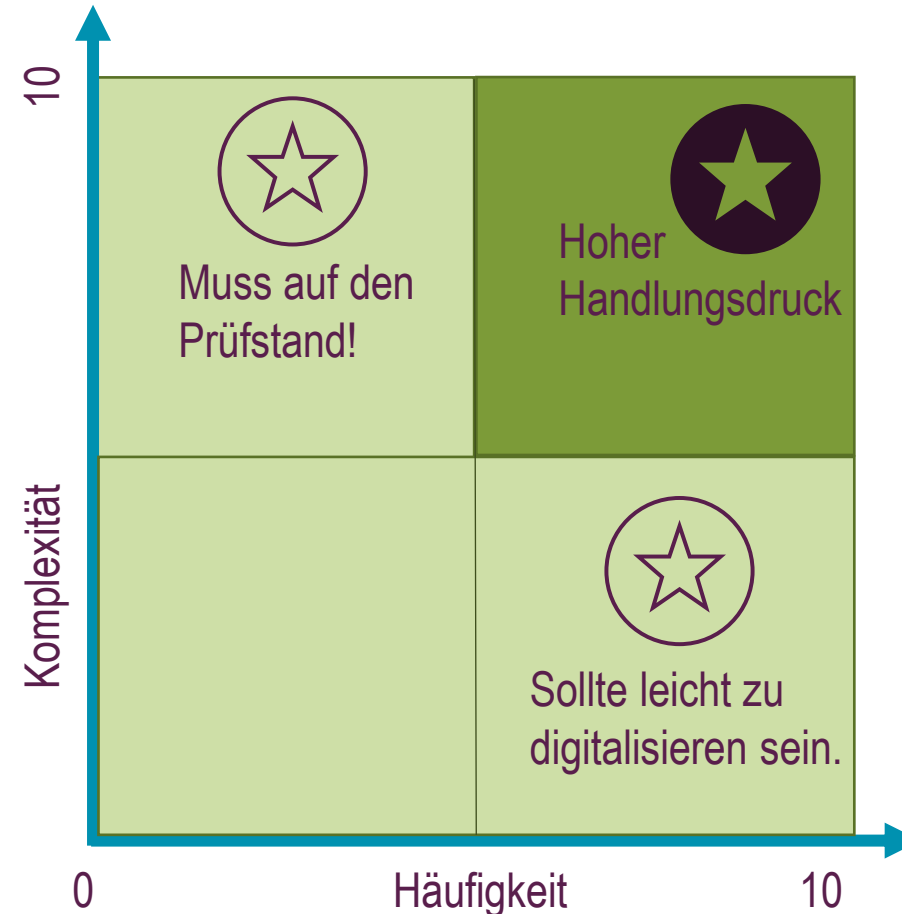 10
Muss auf den
Prüfstand!
Hoher
Handlungsdruck
Komplexität
Sollte leicht zu
digitalisieren sein.
0
Häufigkeit
10